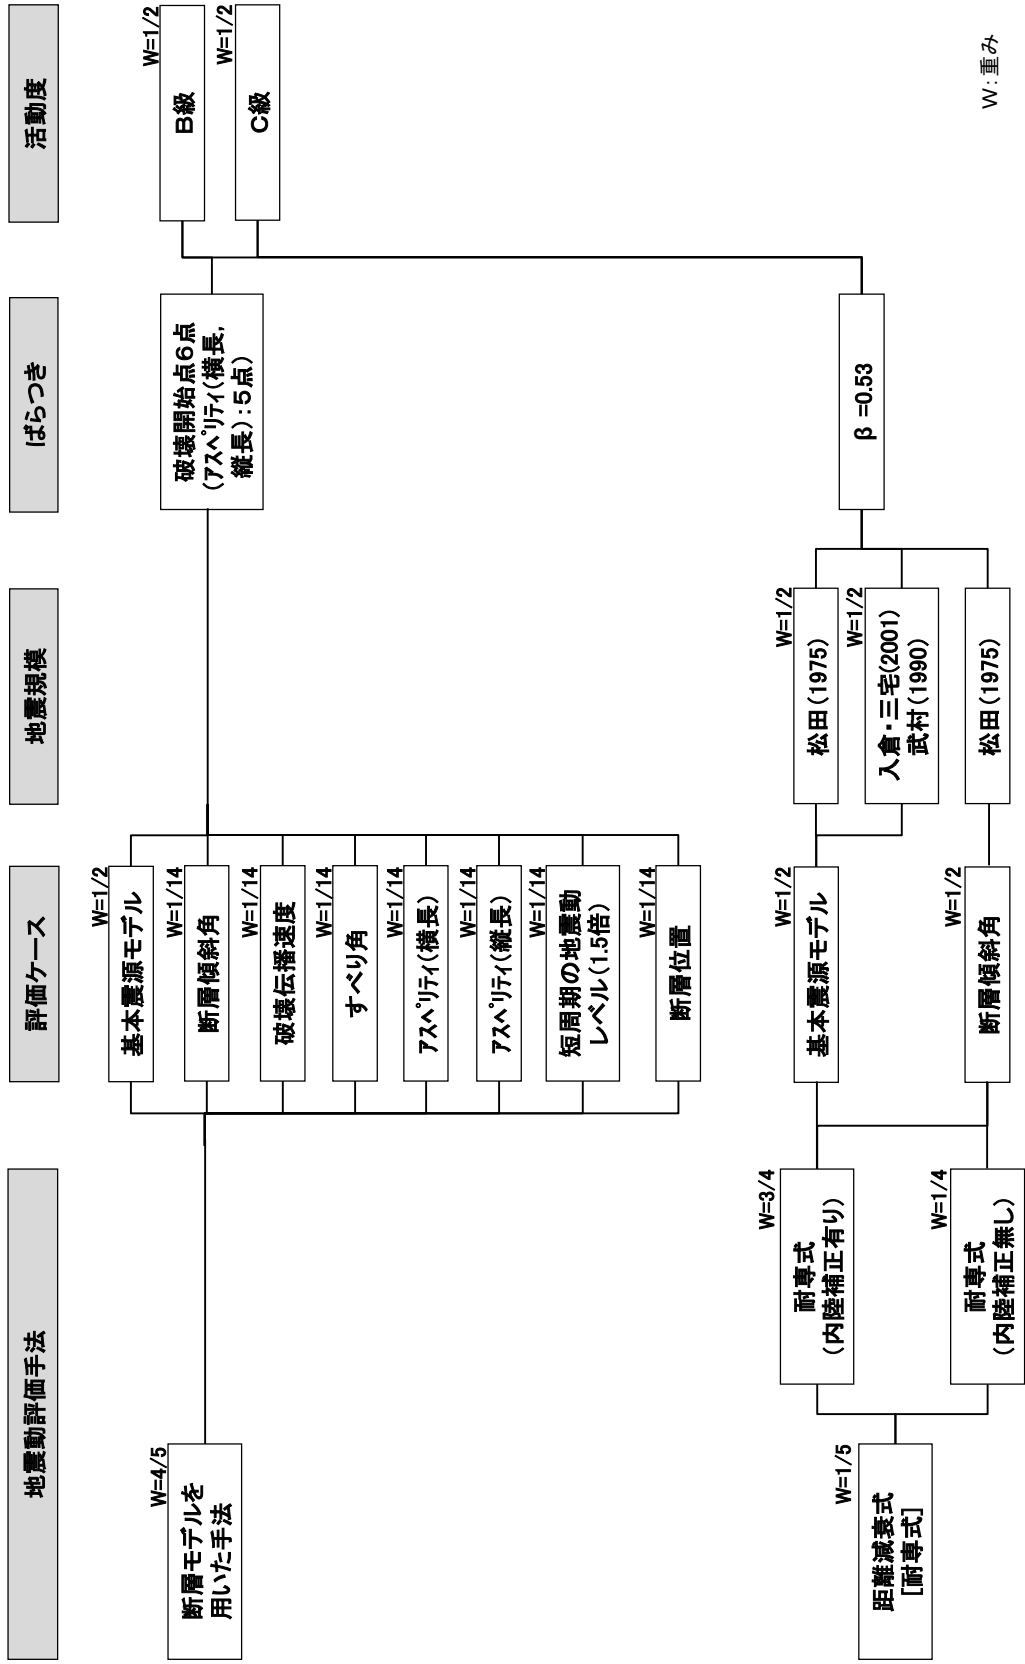 地震動評価手法
評価ケース
地震規模
ばらつき
活動度
W=4/5
断層モデルを
用いた手法
W=1/2
基本震源モデル
W=1/14
断層傾斜角
W=1/14
破壊伝播速度
W=1/14
すべり角
W=1/14
アスペリティ(横長)
W=1/14
アスペリティ(縦長)
W=1/14
短周期の地震動
レベル(1.5倍)
W=1/14
断層位置
破壊開始点6点
(アスペリティ(横長,
縦長):5点)
W=1/2
B級
W=1/2
C級
W=1/5
距離減衰式
[耐専式]
W=3/4
耐専式
(内陸補正有り)
W=1/4
耐専式
(内陸補正無し)
W=1/2
基本震源モデル
W=1/2
断層傾斜角
W=1/2
松田(1975)
W=1/2
入倉・三宅(2001)
武村(1990)
松田(1975)
β =0.53
W:重み